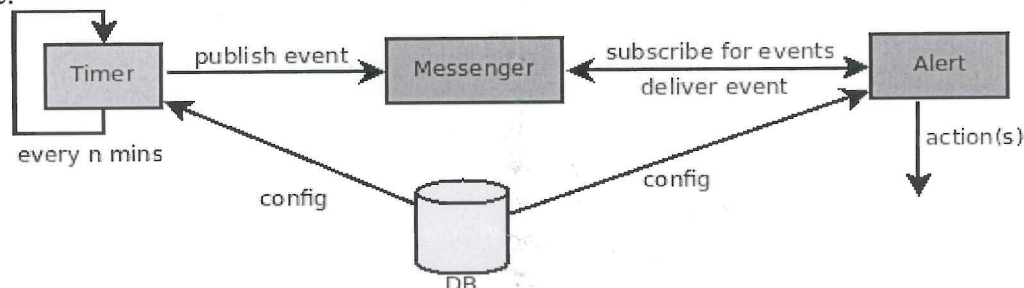 publish event
subscribe for events
Timer
Messenger
Alert
deliver event
action(s)
every n mins
config
config
DB